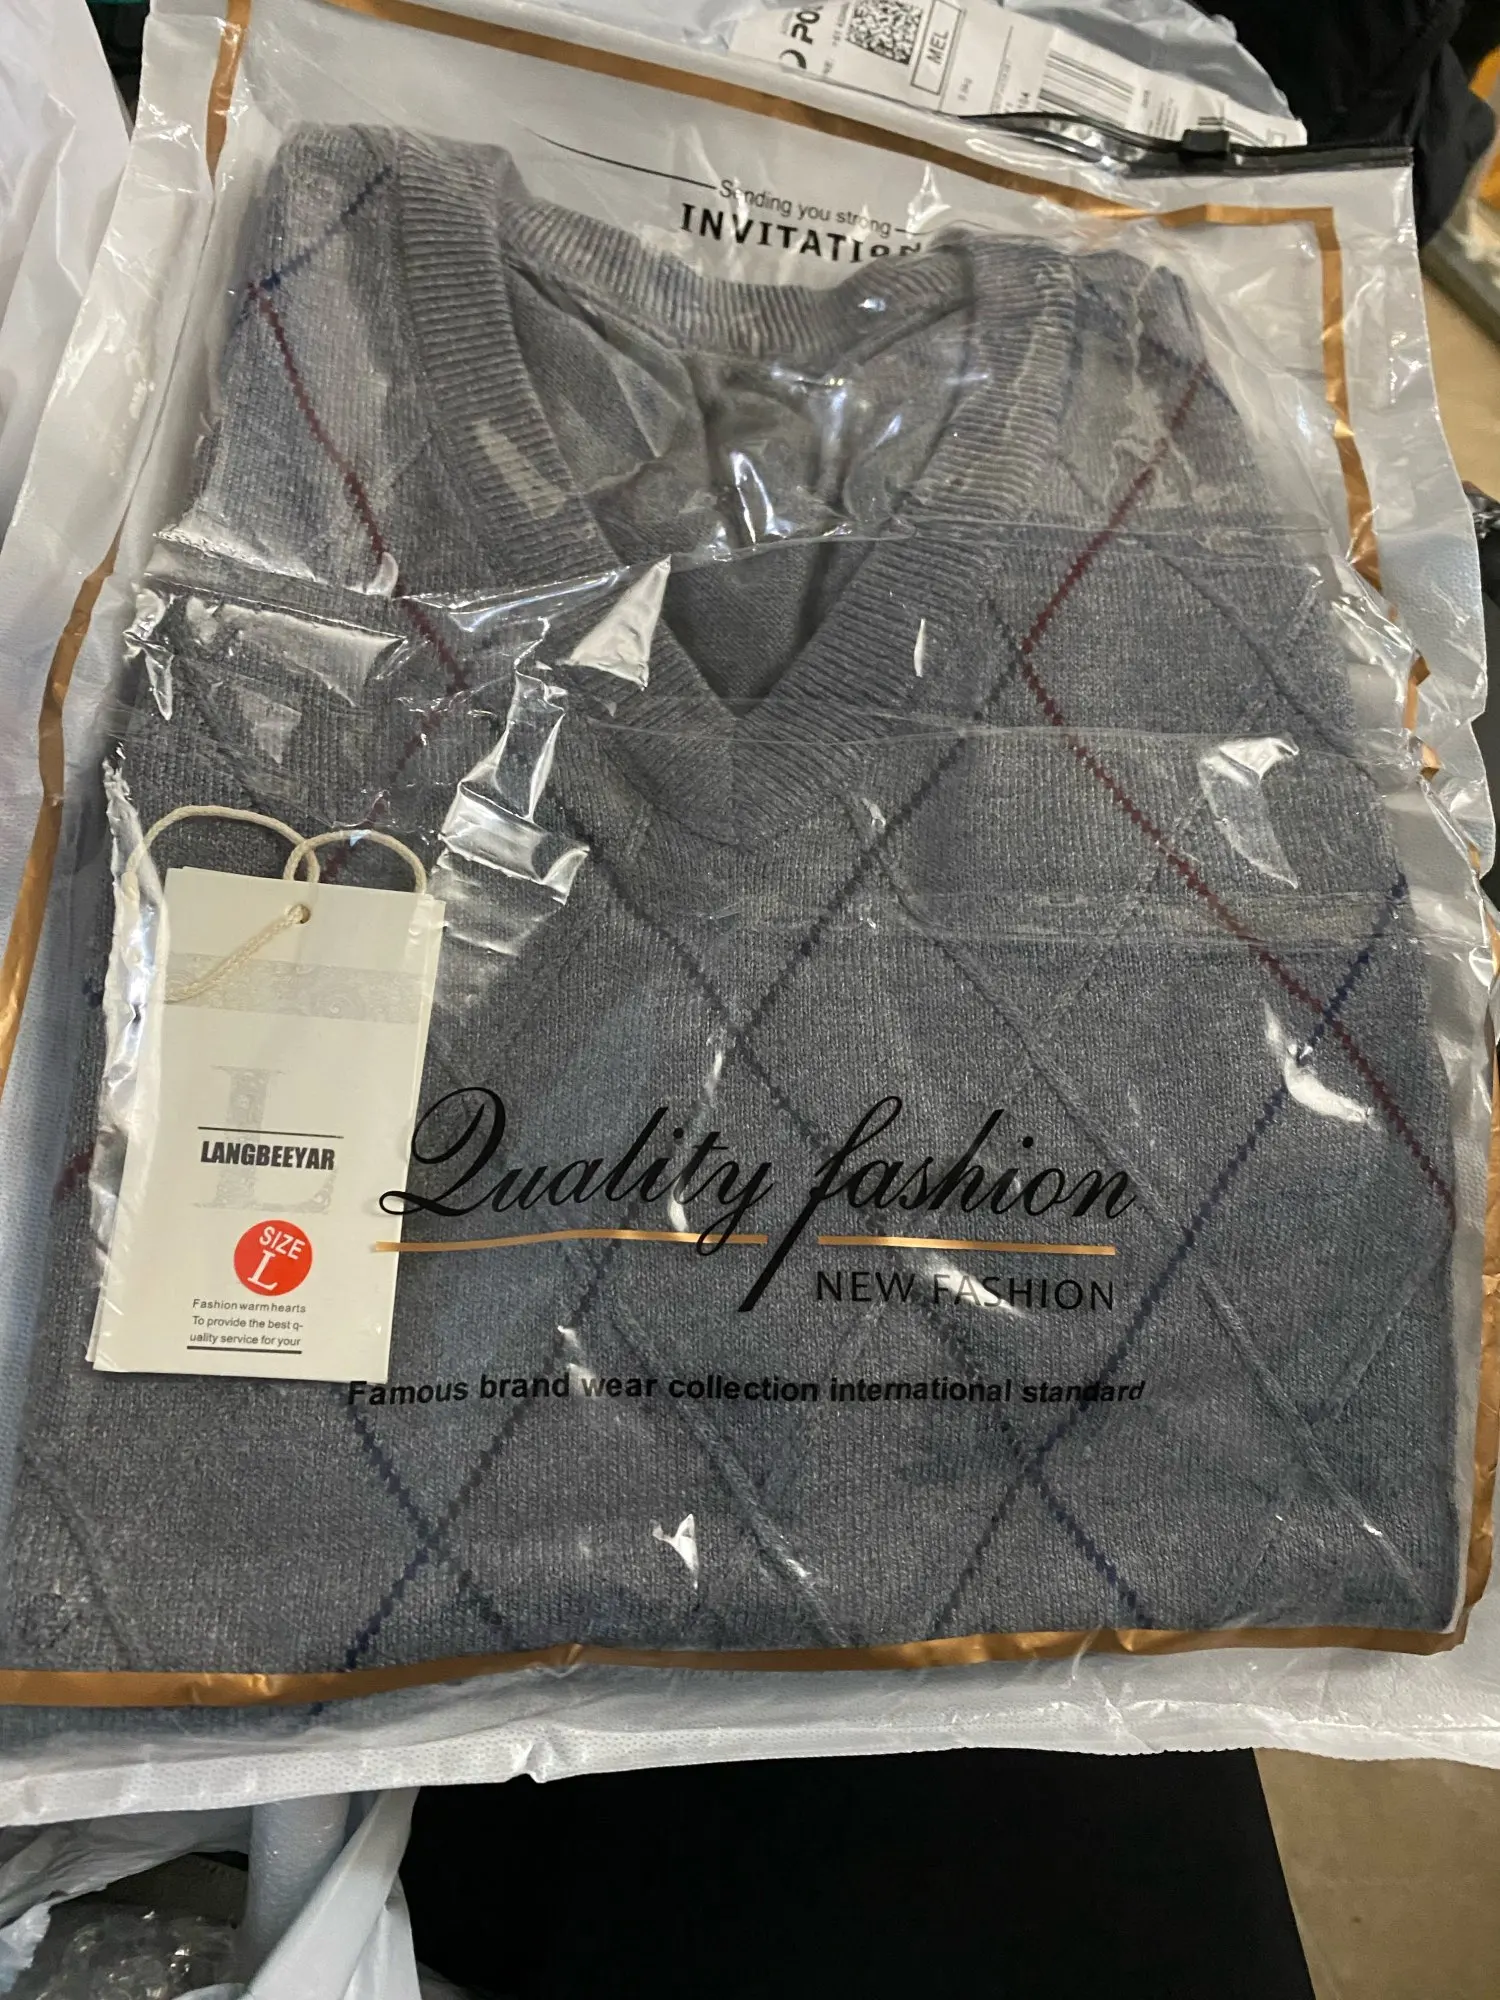 MEL
Sending you strong
INVITATION
LANGBEEYAR
SIZE
L
Fashion warm hearts
To provide the best q-
uality service for your
Quality fashion
NEW FASHION
Famous brand wear collection international standard